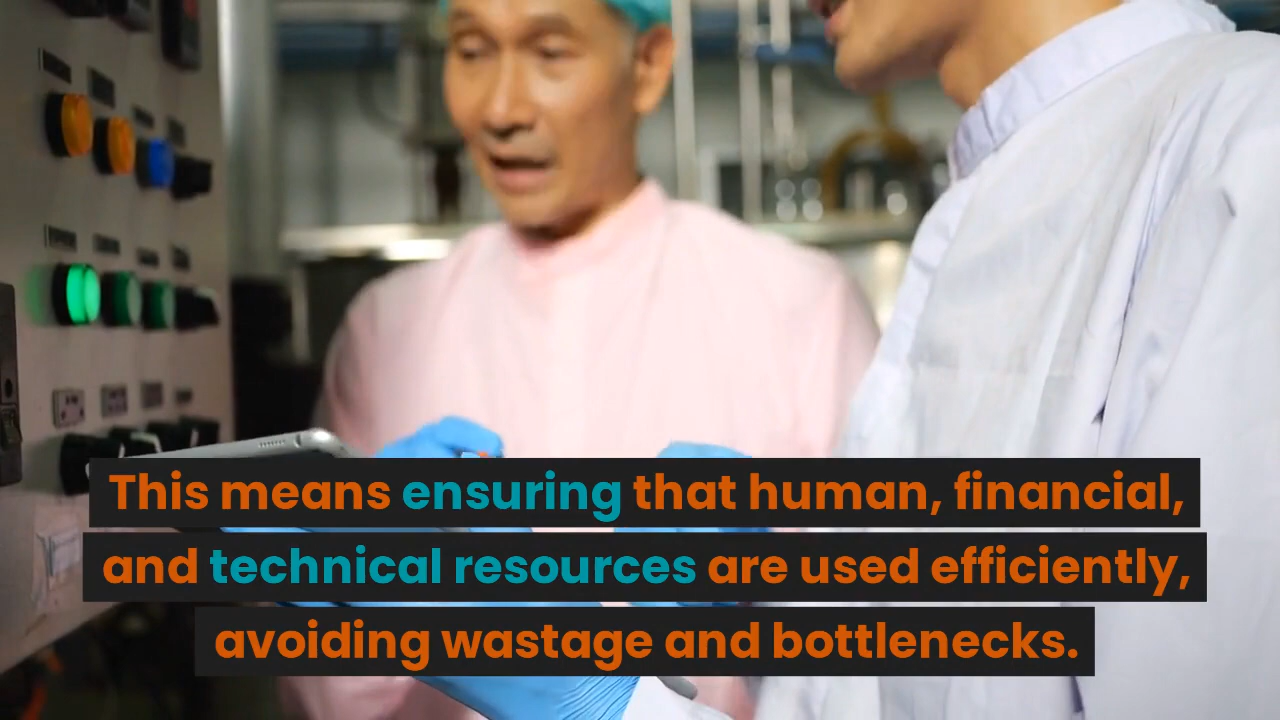 This means ensuring that human, financial,
and technical resources are used efficiently,
avoiding wastage and bottlenecks.